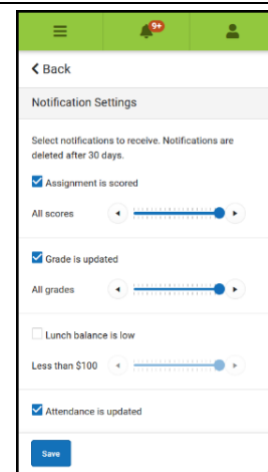 9+
Back
Notification Settings
Select notifications to receive. Notifications are
deleted after 30 days.
Assignment is scored
All scores
Grade is updated
All grades
Lunch balance is low
Less than $100
Attendance is updated
Save